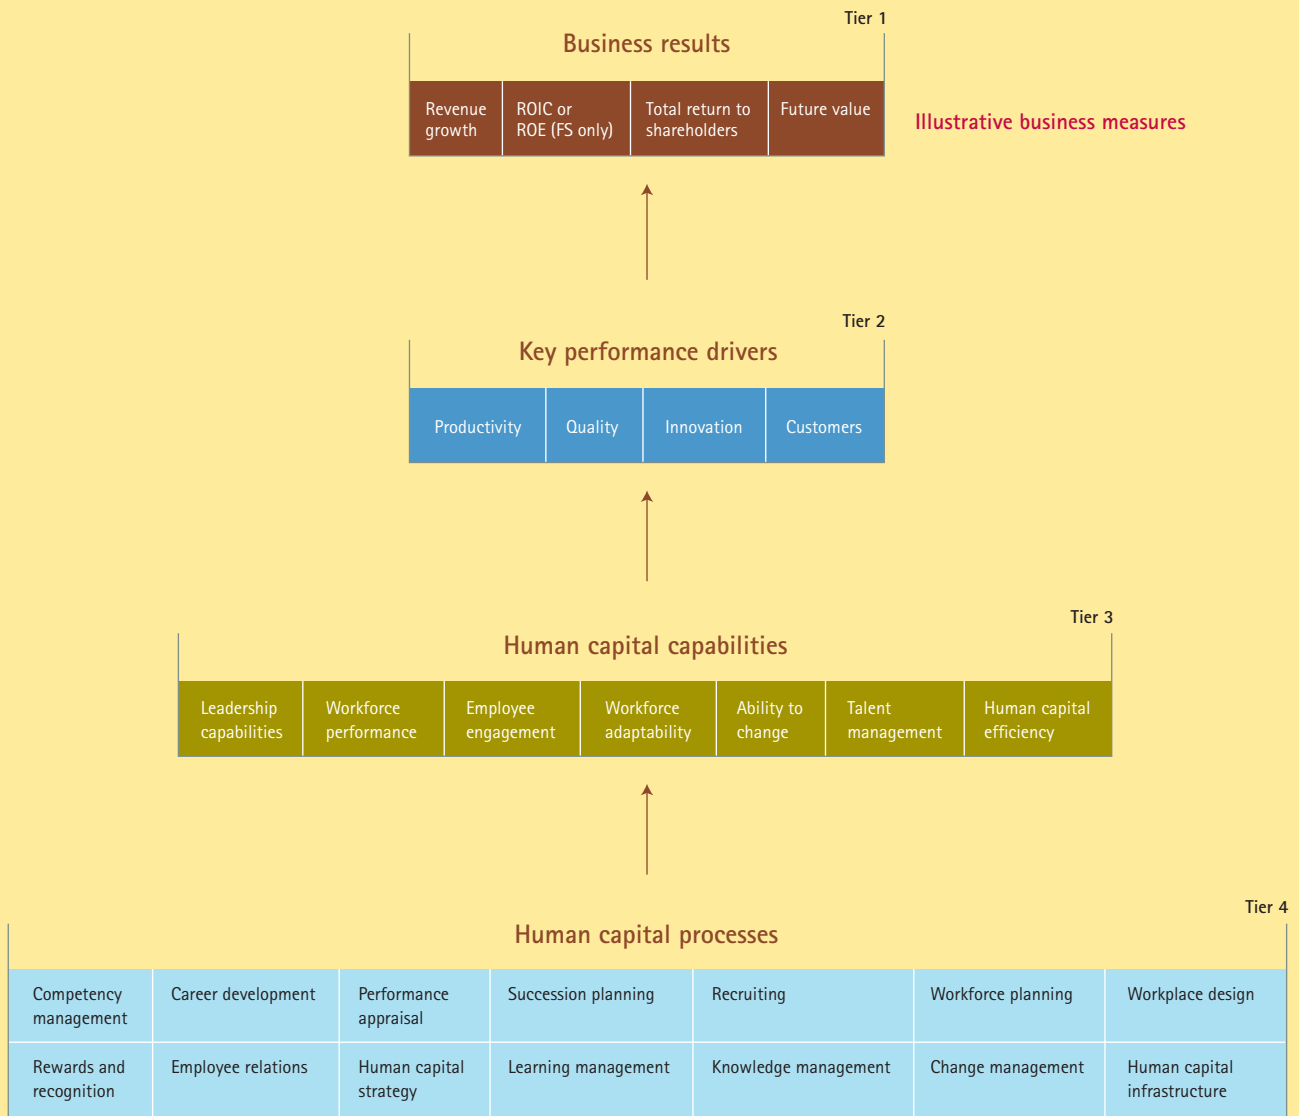 Tier 1
Business results
Revenue
growth
ROIC or
ROE (FS only)
Total return to
shareholders
Future value
Illustrative business measures
Tier 2
Key performance drivers
Productivity
Quality
Innovation
Customers
Tier 3
Human capital capabilities
Leadership
capabilities
Workforce
performance
Employee
engagement
Workforce
adaptability
Ability to
change
Talent
management
Human capital
efficiency
Tier 4
Human capital processes
Competency
management
Career development
Performance
appraisal
Succession planning
Recruiting
Workforce planning
Workplace design
Rewards and
recognition
Employee relations
Human capital
strategy
Learning management
Knowledge management
Change management
Human capital
infrastructure